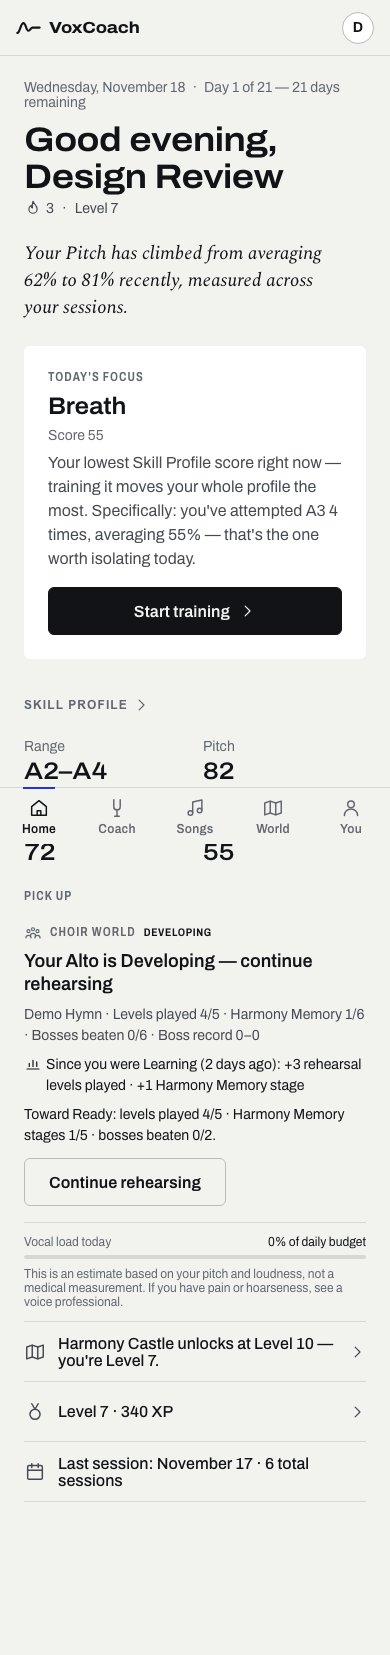 VoxCoach
D
Wednesday, November 18 · Day 1 of 21 — 21 days
remaining
Good evening,
Design Review
3 · Level 7
Your Pitch has climbed from averaging
62% to 81% recently, measured across
your sessions.
TODAY'S FOCUS
Breath
Score 55
Your lowest Skill Profile score right now —
training it moves your whole profile the
most. Specifically: you've attempted A3 4
times, averaging 55% — that's the one
worth isolating today.
Start training
SKILL PROFILE
Range
Pitch
A2–A4
82
Home
Coach
Songs
World
You
72
55
PICK UP
CHOIR WORLD DEVELOPING
Your Alto is Developing — continue
rehearsing
Demo Hymn · Levels played 4/5 · Harmony Memory 1/6
· Bosses beaten 0/6 · Boss record 0–0
Since you were Learning (2 days ago): +3 rehearsal
levels played · +1 Harmony Memory stage
Toward Ready: levels played 4/5 · Harmony Memory
stages 1/5 · bosses beaten 0/2.
Continue rehearsing
Vocal load today
0% of daily budget
This is an estimate based on your pitch and loudness, not a
medical measurement. If you have pain or hoarseness, see a
voice professional.
Harmony Castle unlocks at Level 10 —
you're Level 7.
Level 7 · 340 XP
Last session: November 17 · 6 total
sessions